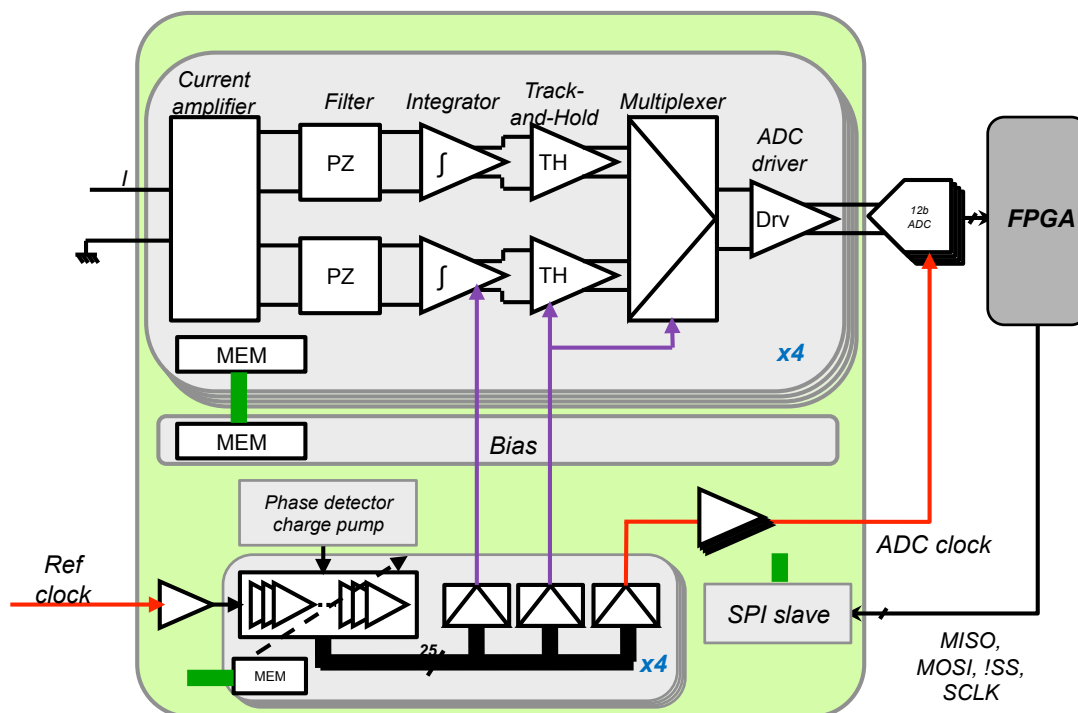 Current
amplifier
Filter
Integrator
Track-
and-Hold
Multiplexer
ADC
driver
I
PZ
∫
TH
Drv
12b
ADC
FPGA
PZ
∫
TH
MEM
x4
MEM
Bias
Phase detector
charge pump
Ref
clock
ADC clock
SPI slave
25
MEM
x4
MISO,
MOSI, !SS,
SCLK